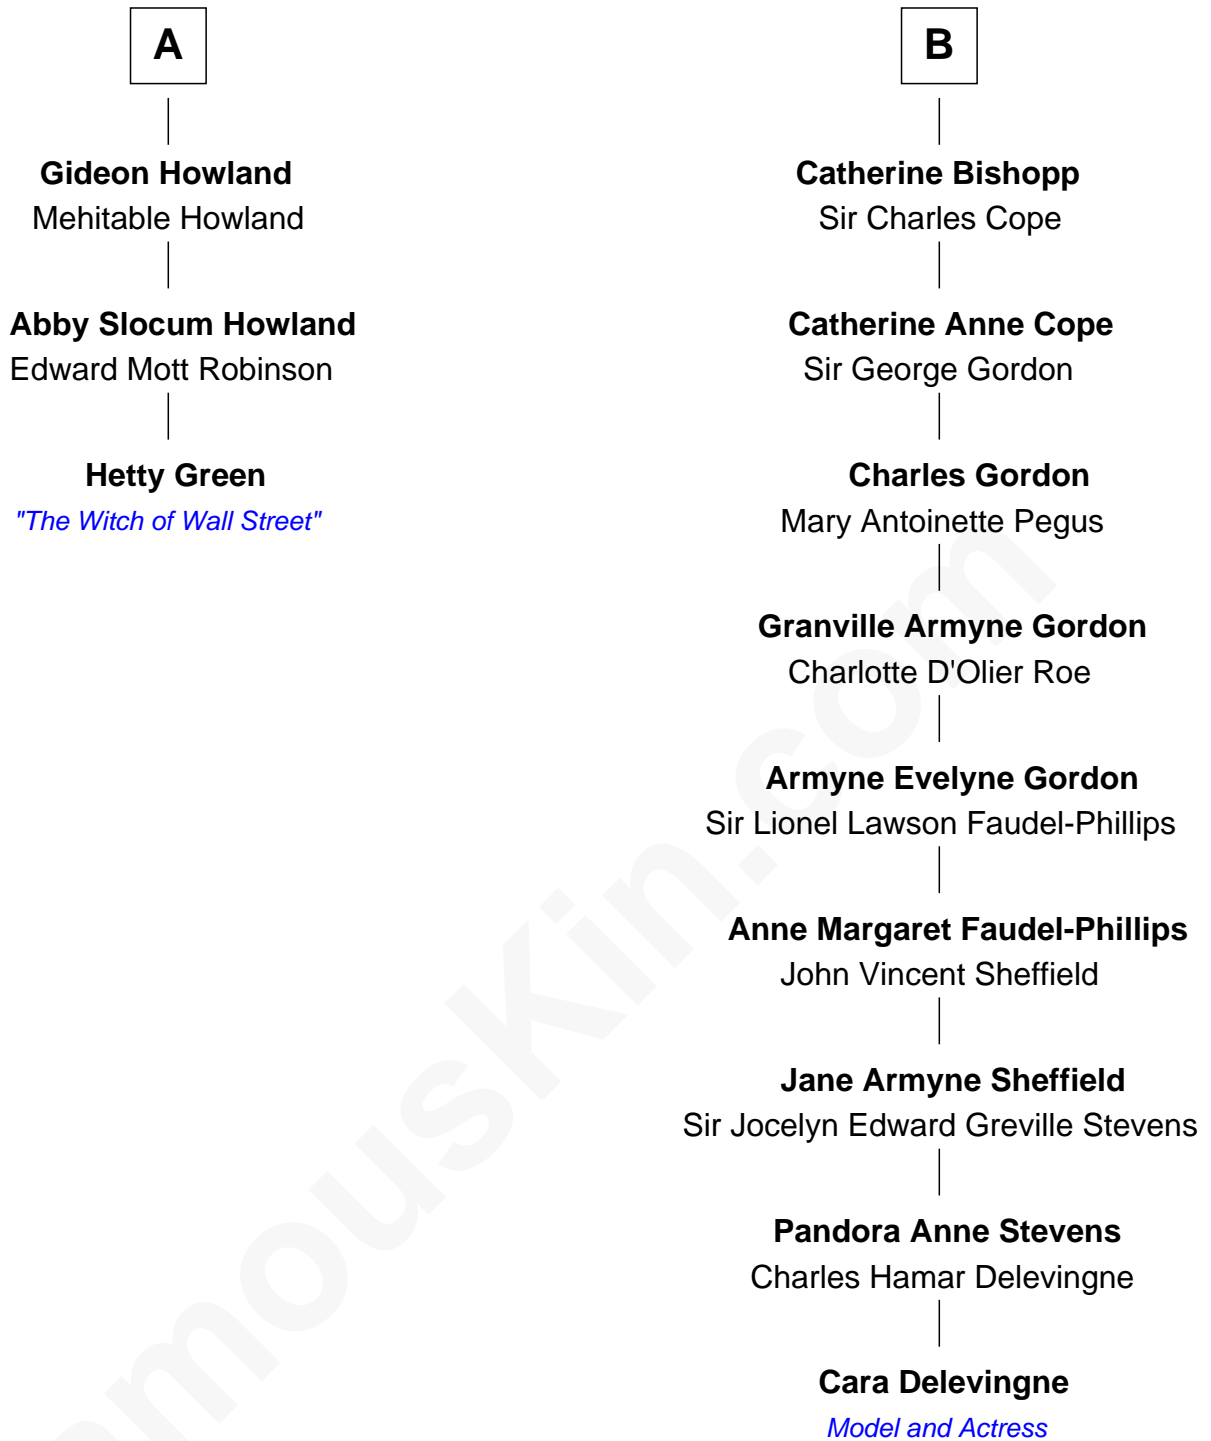 A
Gideon Howland
Mehitable Howland
Abby Slocum Howland
Edward Mott Robinson
Hetty Green
"The Witch of Wall Street"
B
Catherine Bishopp
Sir Charles Cope
Catherine Anne Cope
Sir George Gordon
Charles Gordon
Mary Antoinette Pegus
Granville Armyne Gordon
Charlotte D'Olier Roe
Armyne Evelyne Gordon
Sir Lionel Lawson Faudel-Phillips
Anne Margaret Faudel-Phillips
John Vincent Sheffield
Jane Armyne Sheffield
Sir Jocelyn Edward Greville Stevens
Pandora Anne Stevens
Charles Hamar Delevingne
Cara Delevingne
Model and Actress
amousKin.com